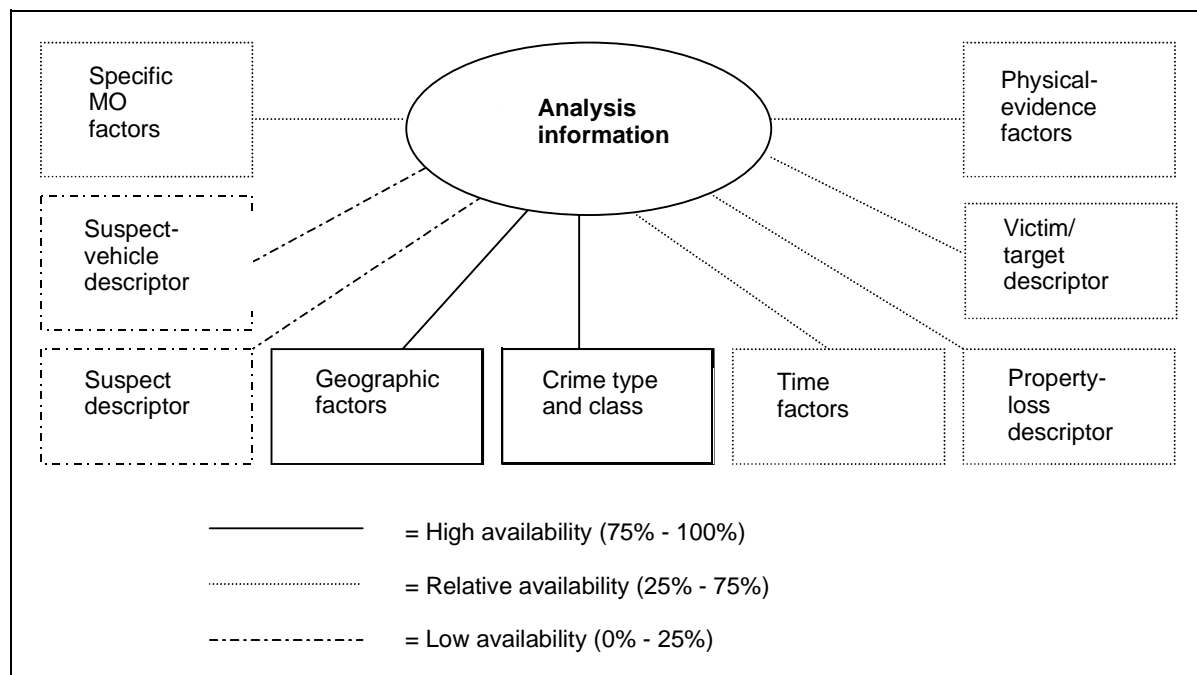 Specific
MO
factors
Analysis
information
Physical-
evidence
factors
Suspect-
vehicle
descriptor
Victim/
target
descriptor
Suspect
descriptor
Geographic
factors
Crime type
and class
Time
factors
Property-
loss
descriptor
= High availability (75% - 100%)
= Relative availability (25% - 75%)
= Low availability (0% - 25%)